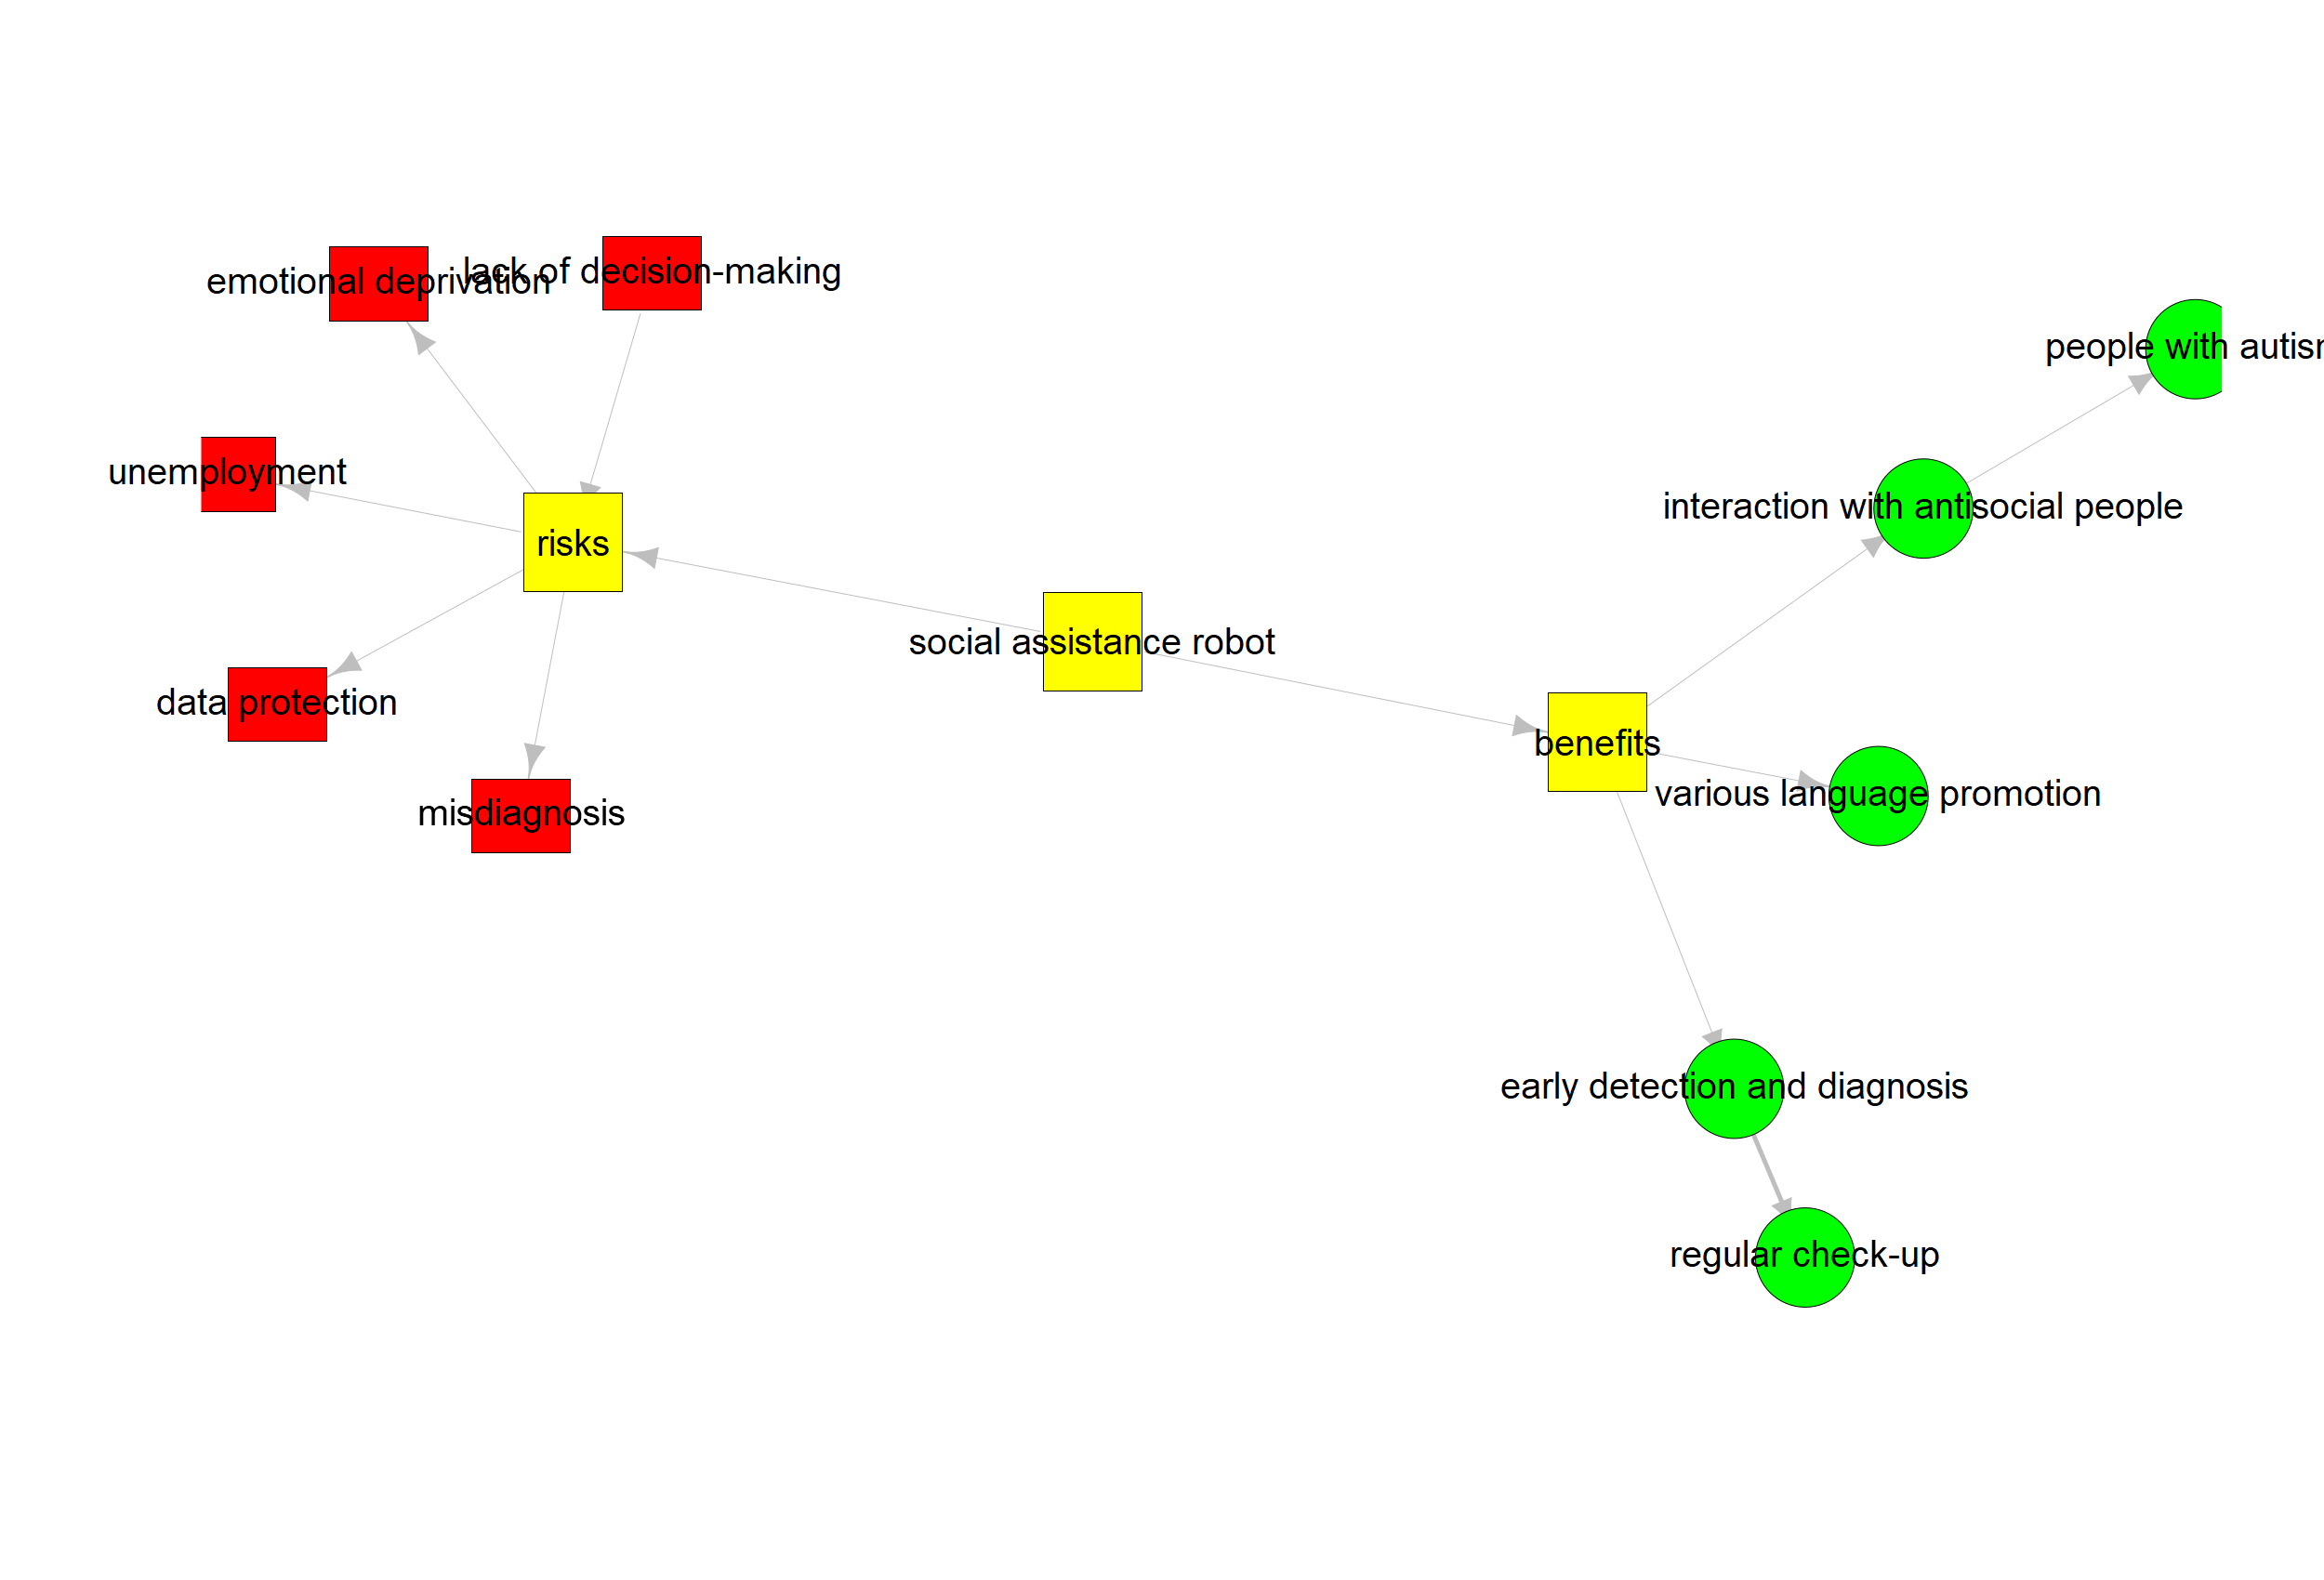 lack of decision-making
emotional deprivation
people with autis
unemployment
interaction with antisocial people
risks
social assistance robot
data protection
benefits
various language promotion
misdiagnosis
early detection and diagnosis
regular check-up